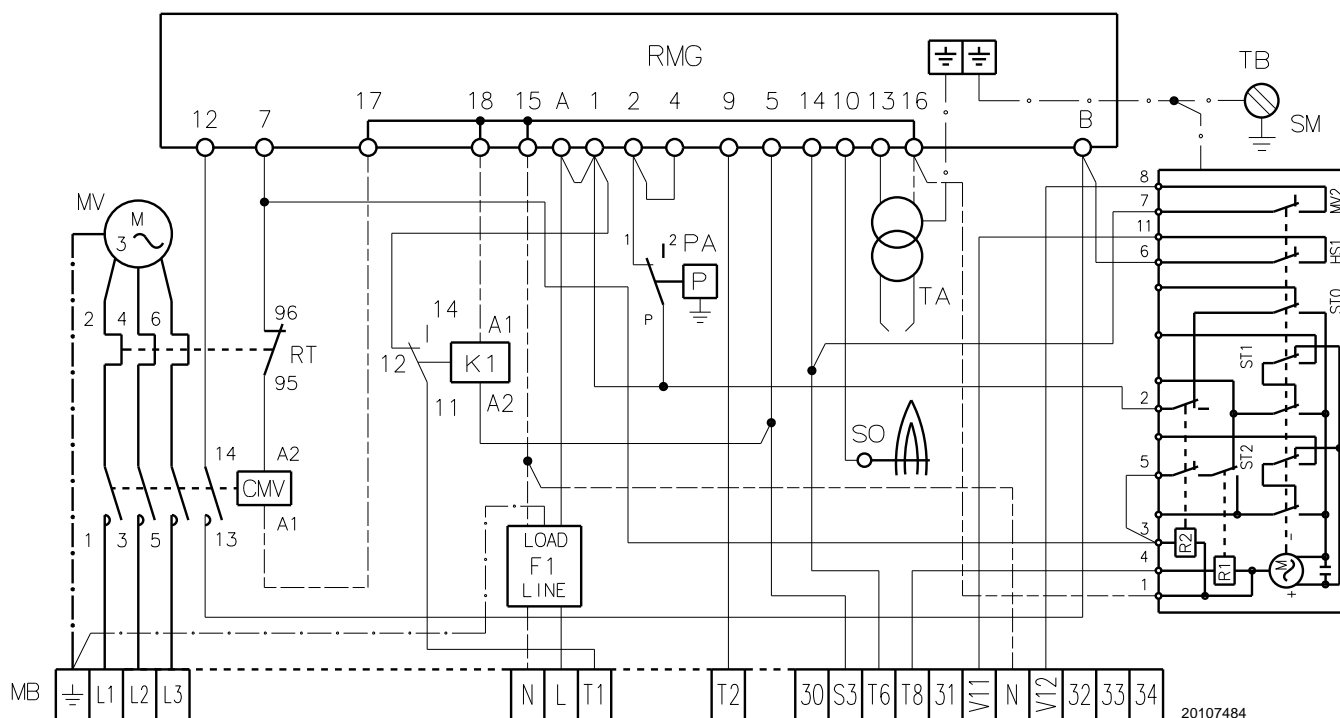 RMG
TB
SM
12 7 17 18 15 A 1 2 4 9 5 14 10 13 16 B
MV
M
3
2 4 6
96
RT
95
14
A2
CMV
A1
1 3 5 13
14
12
11
A1
K1
A2
1
2
PA
P
P
TA
SO
LOAD
F1
LINE
8
7
11
6
2
5
3
4
1
MV2
HS1
ST0
ST1
ST2
R2
R1
M
-
+
MB
L1 L2 L3 N L T1 T2 30 S3 T6 T8 31 V11 N V12 32 33 34
20107484